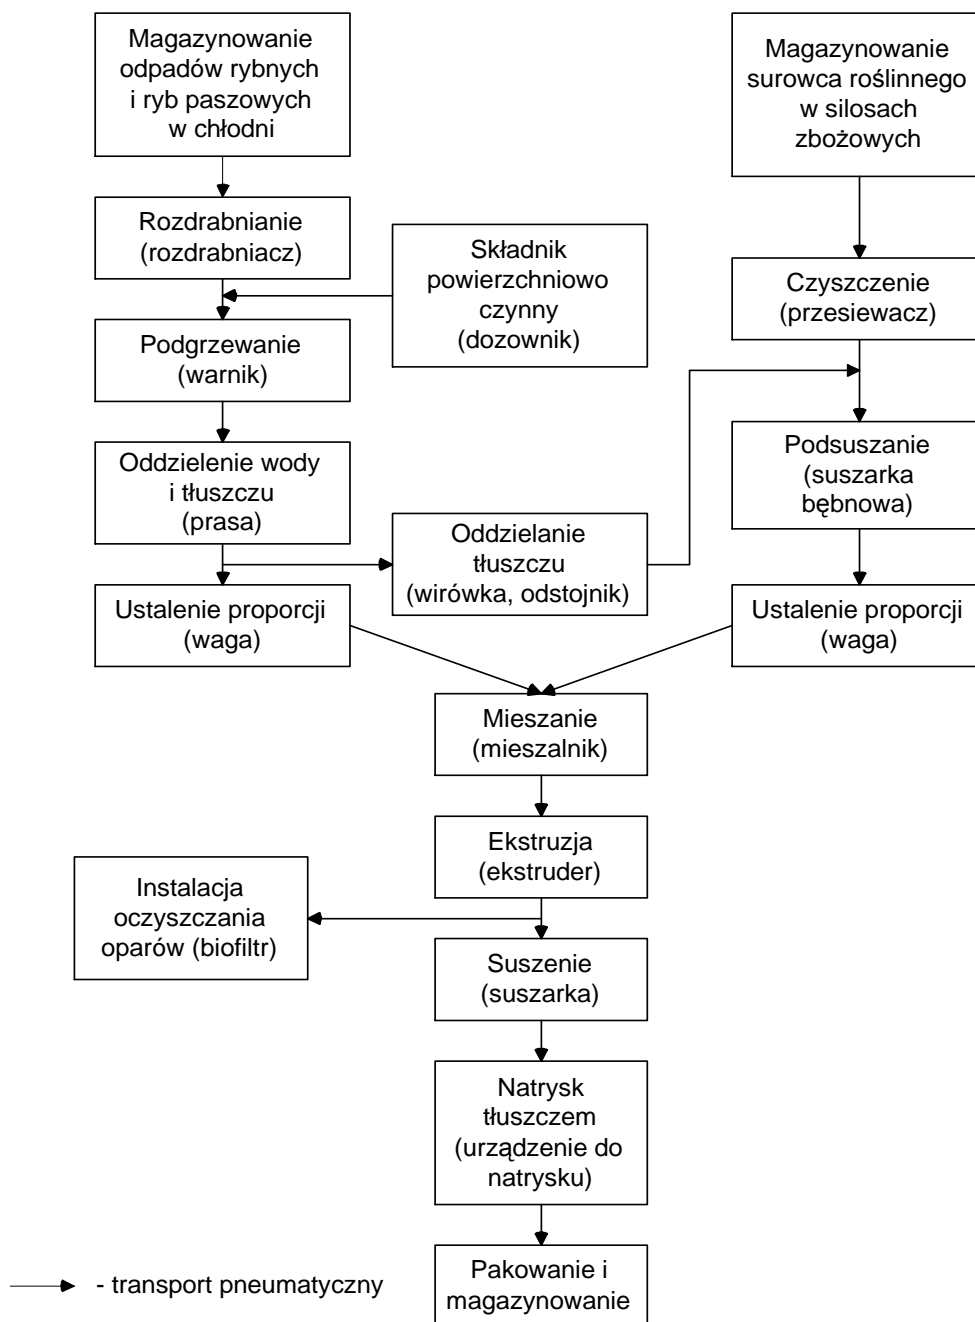 Magazynowanie
odpadów rybnych
i ryb paszowych
w chłodni
Magazynowanie
surowca roślinnego
w silosach
zbożowych
Rozdrabnianie
(rozdrabniacz)
Składnik
powierzchniowo
czynny
(dozownik)
Czyszczenie
(przesiewacz)
Podgrzewanie
(warnik)
Oddzielenie wody
i tłuszczu
(prasa)
Podsuszanie
(suszarka
bębnowa)
Oddzielanie
tłuszczu
(wirówka, odstojnik)
Ustalenie proporcji
(waga)
Ustalenie proporcji
(waga)
Mieszanie
(mieszalnik)
Ekstruzja
(ekstruder)
Instalacja
oczyszczania
oparów (biofiltr)
Suszenie
(suszarka)
Natrysk
tłuszczem
(urządzenie do
natrysku)
Pakowanie i
magazynowanie
- transport pneumatyczny